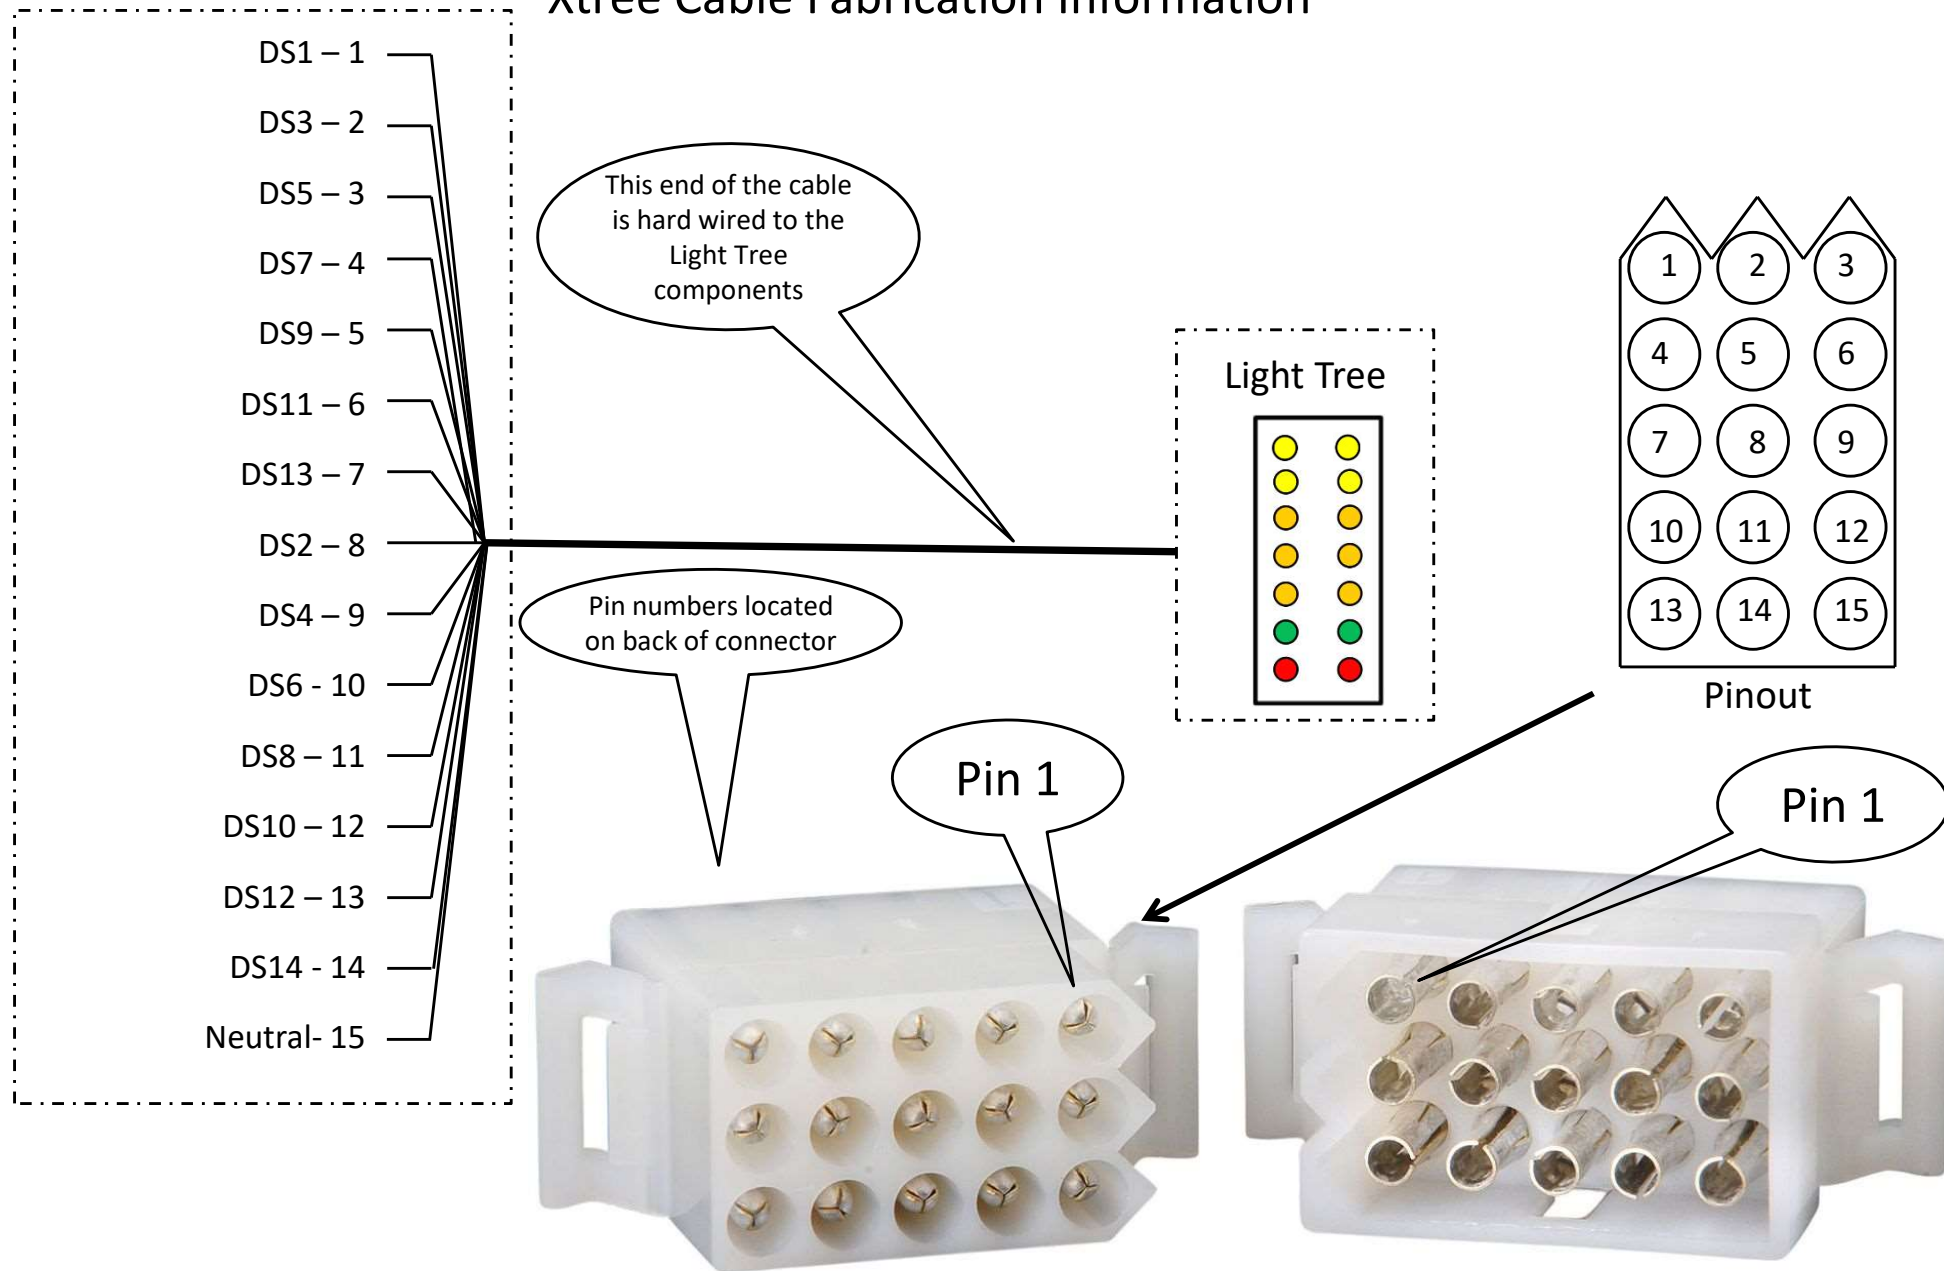 Xtree Cable Fabrication Information
DS1 – 1
DS3 – 2
DS5 – 3
DS7 – 4
DS9 – 5
DS11 – 6
DS13 – 7
DS2 – 8
DS4 – 9
DS6 - 10
DS8 – 11
DS10 – 12
DS12 – 13
DS14 - 14
Neutral- 15
This end of the cable
is hard wired to the
Light Tree
components
Pin numbers located
on back of connector
Light Tree
1 2 3
4 5 6
7 8 9
10 11 12
13 14 15
Pinout
Pin 1
Pin 1